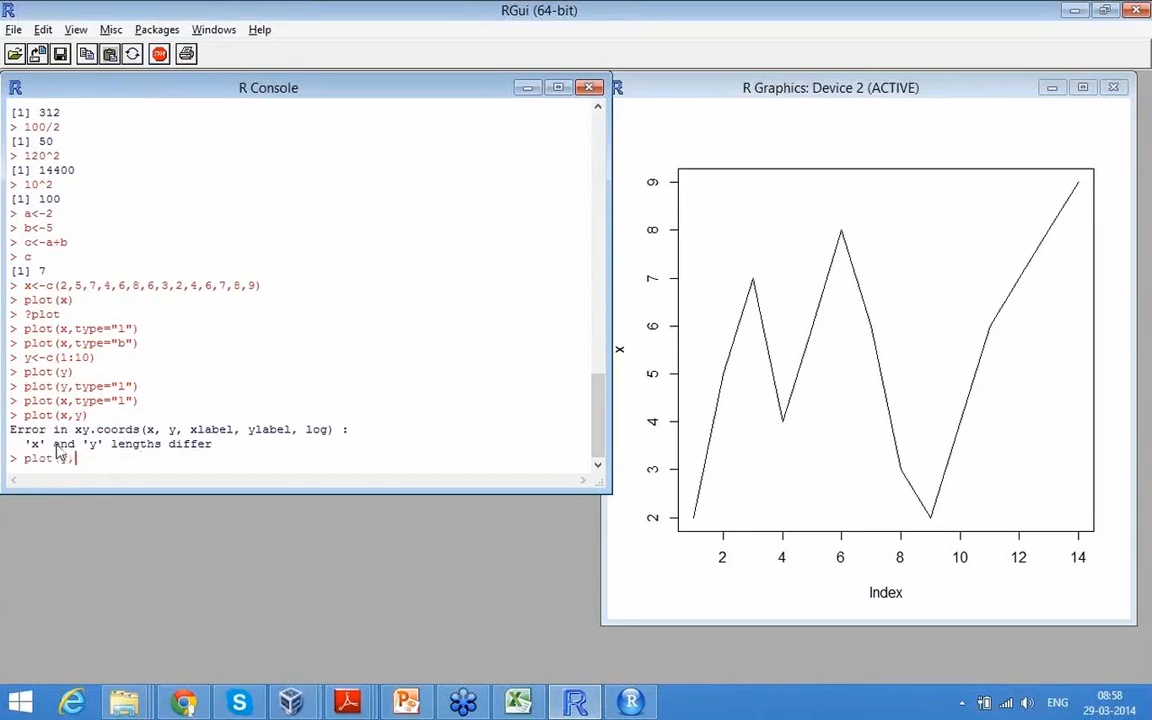 RGui (64-bit)
File Edit View Misc Packages Windows Help
STOP
R Console
[1] 312
> 100/2
[1] 50
> 120^2
[1] 14400
> 10^2
[1] 100
> a<-2
> b<-5
> c<-a+b
> c
[1] 7
> x<-c(2,5,7,4,6,8,6,3,2,4,6,7,8,9)
> plot(x)
> ?plot
> plot(x,type="l")
> plot(x,type="b")
> y<-c(1:10)
> plot(y)
> plot(y,type="l")
> plot(x,type="l")
> plot(x,y)
Error in xy.coords(x, y, xlabel, ylabel, log) :
'x' and 'y' lengths differ
> plot(y)
R Graphics: Device 2 (ACTIVE)
9
8
7
6
5
4
3
2
x
2 4 6 8 10 12 14
Index
ENG
08:58
29-03-2014